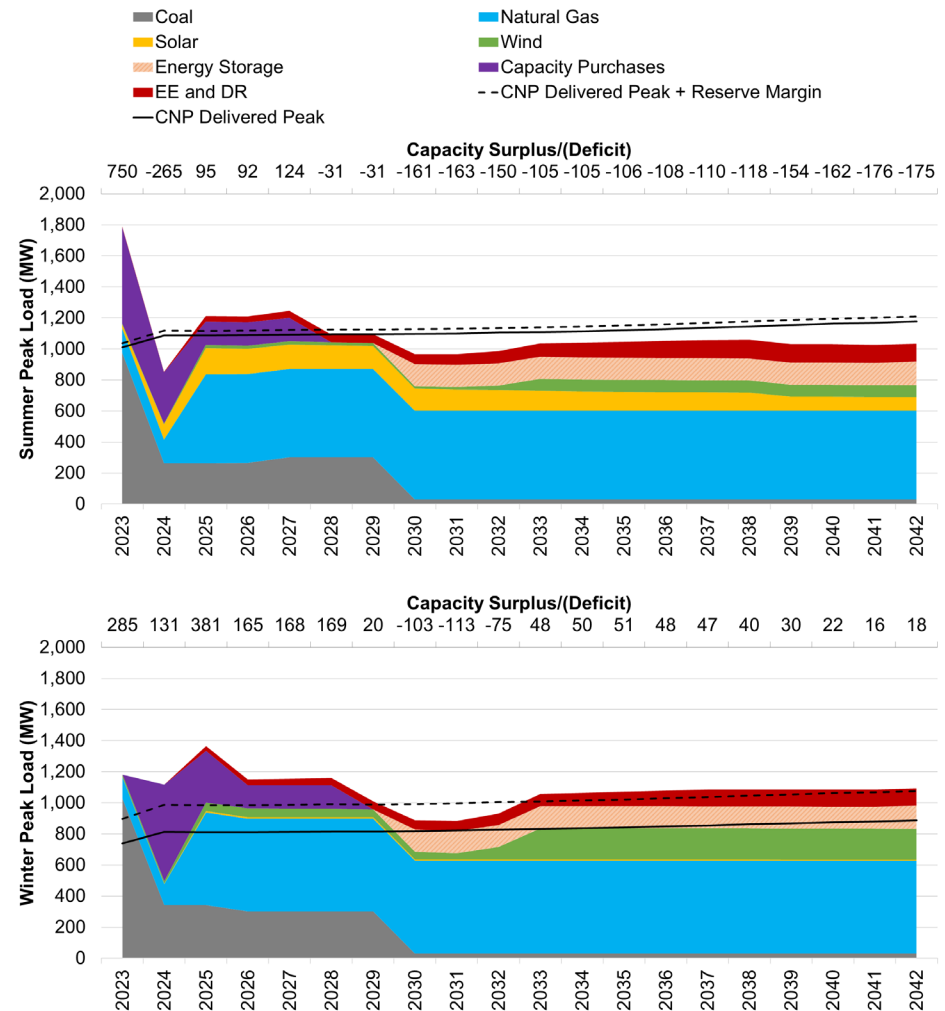 Coal
Natural Gas
Solar
Wind
Energy Storage
Capacity Purchases
EE and DR
CNP Delivered Peak + Reserve Margin
CNP Delivered Peak
Capacity Surplus/(Deficit)
750 -265 95 92 124 -31 -31 -161 -163 -150 -105 -105 -106 -108 -110 -118 -154 -162 -176 -175
Summer Peak Load (MW)
2,000
1,800
1,600
1,400
1,200
1,000
800
600
400
200
0
2023 2024 2025 2026 2027 2028 2029 2030 2031 2032 2033 2034 2035 2036 2037 2038 2039 2040 2041 2042
Capacity Surplus/(Deficit)
285 131 381 165 168 169 20 -103 -113 -75 48 50 51 48 47 40 30 22 16 18
Winter Peak Load (MW)
2,000
1,800
1,600
1,400
1,200
1,000
800
600
400
200
0
2023 2024 2025 2026 2027 2028 2029 2030 2031 2032 2033 2034 2035 2036 2037 2038 2039 2040 2041 2042